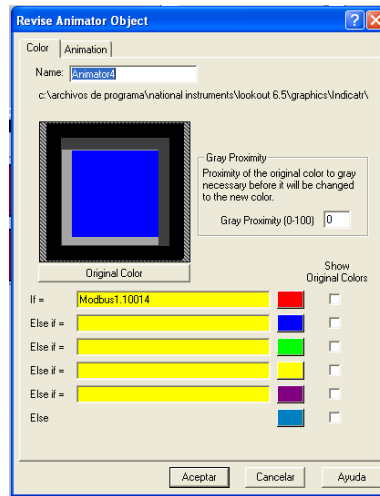 Revise Animator Object
Color Animation
Name: Animator4
c:\archivos de programa\national instruments\lookout 6.5\graphics\Indicatr\
Gray Proximity
Proximity of the original color to gray
necessary before it will be changed
to the new color.
Gray Proximity (0-100) 0
Original Color
Show
Original Colors
If = Modbus1.10014
Else if =
Else if =
Else if =
Else if =
Else
Aceptar Cancelar Ayuda